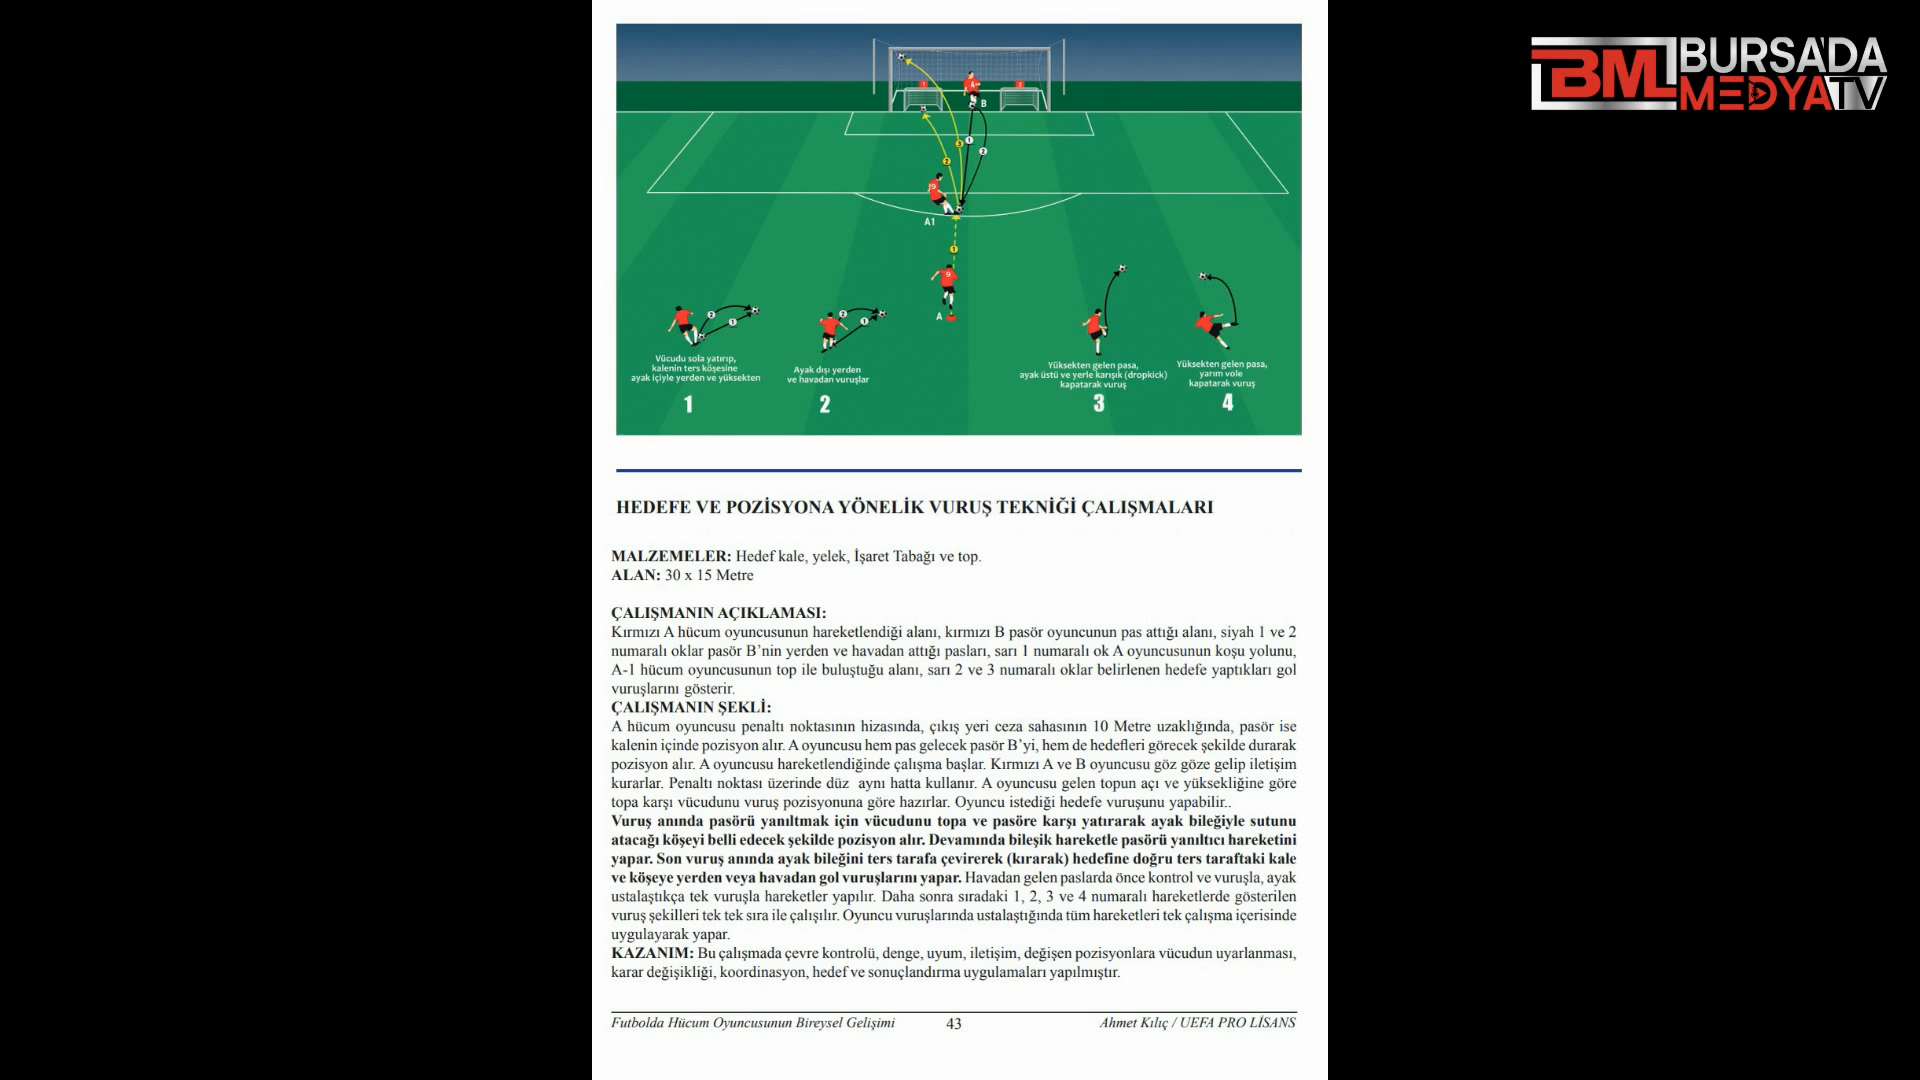 BM BURSADA
MEDYA TV
1
4
2
B
1
2
3
2
9
A1
1
9
A
2
1
2
1
Vücudu sola yatırıp,
kalenin ters köşesine
ayak içiyle yerden ve yüksekten
1
Ayak dışı yerden
ve havadan vuruşlar
2
Yüksekten gelen pasa,
ayak üstü ve yerle karışık (dropkick)
kapatarak vuruş
3
Yüksekten gelen pasa,
yarım vole
kapatarak vuruş
4
HEDEFE VE POZİSYONA YÖNELİK VURUŞ TEKNİĞİ ÇALIŞMALARI
MALZEMELER: Hedef kale, yelek, İşaret Tabağı ve top.
ALAN: 30 x 15 Metre
ÇALIŞMANIN AÇIKLAMASI:
Kırmızı A hücum oyuncusunun hareketlendiği alanı, kırmızı B pasör oyuncunun pas attığı alanı, siyah 1 ve 2
numaralı oklar pasör B'nin yerden ve havadan attığı pasları, sarı 1 numaralı ok A oyuncusunun koşu yolunu,
A-1 hücum oyuncusunun top ile buluştuğu alanı, sarı 2 ve 3 numaralı oklar belirlenen hedefe yaptıkları gol
vuruşlarını gösterir.
ÇALIŞMANIN ŞEKLİ:
A hücum oyuncusu penaltı noktasının hizasında, çıkış yeri ceza sahasının 10 Metre uzaklığında, pasör ise
kalenin içinde pozisyon alır. A oyuncusu hem pas gelecek pasör B'yi, hem de hedefleri görecek şekilde durarak
pozisyon alır. A oyuncusu hareketlendiğinde çalışma başlar. Kırmızı A ve B oyuncusu göz göze gelip iletişim
kurarlar. Penaltı noktası üzerinde düz aynı hatta kullanır. A oyuncusu gelen topun açı ve yüksekliğine göre
topa karşı vücudunu vuruş pozisyonuna göre hazırlar. Oyuncu istediği hedefe vuruşunu yapabilir..
Vuruş anında pasörü yanıltmak için vücudunu topa ve pasöre karşı yatırarak ayak bileğiyle sutunu
atacağı köşeyi belli edecek şekilde pozisyon alır. Devamında bileşik hareketle pasörü yanıltıcı hareketini
yapar. Son vuruş anında ayak bileğini ters tarafa çevirerek (kırarak) hedefine doğru ters taraftaki kale
ve köşeye yerden veya havadan gol vuruşlarını yapar. Havadan gelen paslarda önce kontrol ve vuruşla, ayak
ustalaştıkça tek vuruşla hareketler yapılır. Daha sonra sıradaki 1, 2, 3 ve 4 numaralı hareketlerde gösterilen
vuruş şekilleri tek tek sıra ile çalışılır. Oyuncu vuruşlarında ustalaştığında tüm hareketleri tek çalışma içerisinde
uygulayarak yapar.
KAZANIM: Bu çalışmada çevre kontrolü, denge, uyum, iletişim, değişen pozisyonlara vücudun uyarlanması,
karar değişikliği, koordinasyon, hedef ve sonuçlandırma uygulamaları yapılmıştır.
Futbolda Hücum Oyuncusunun Bireysel Gelişimi 43 Ahmet Kılıç / UEFA PRO LİSANS